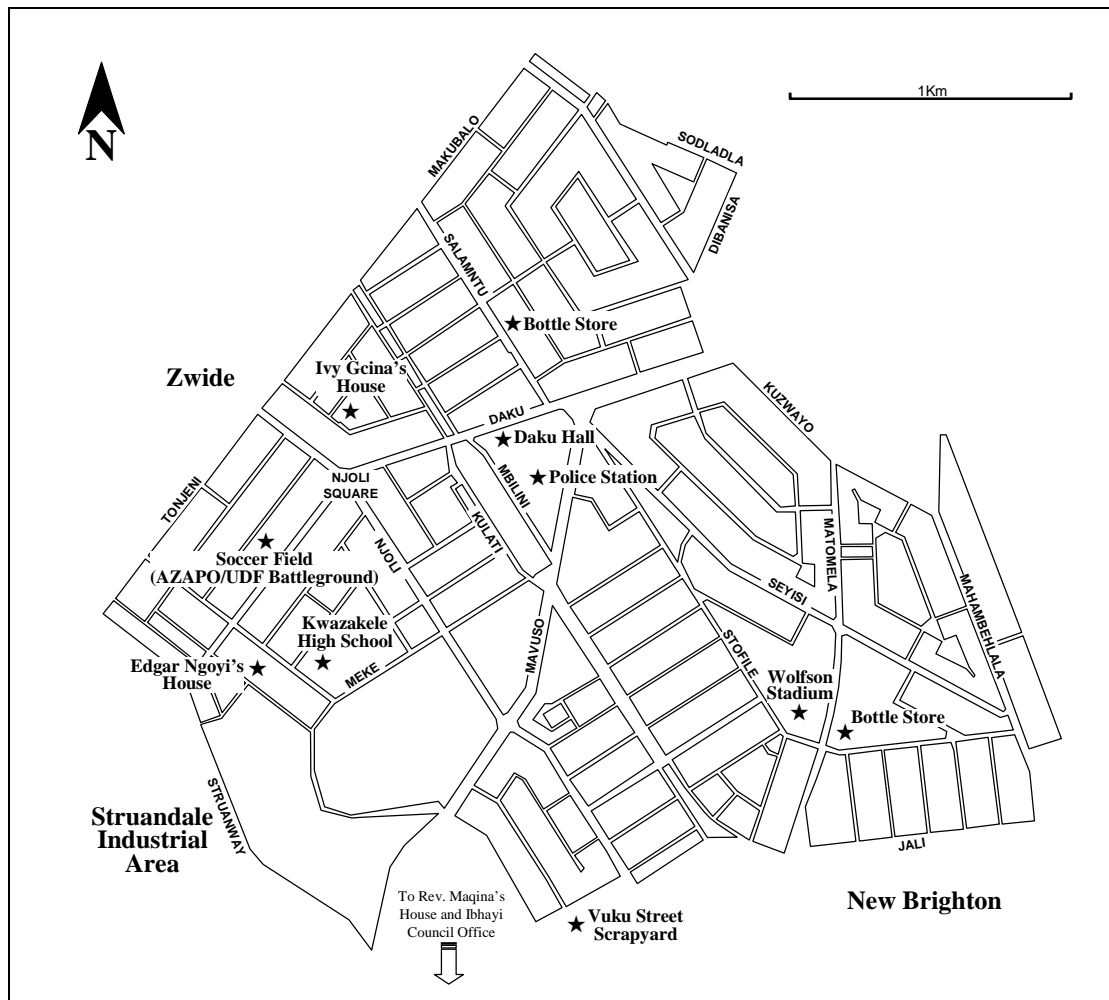 1Km
N
MAKUBALO
SODLADLA
DIBANISA
SALAMNTU
Bottle Store
Zwide
Ivy Gcina's
House
KUZWAYO
DAKU
Daku Hall
NJOLI
SQUARE
MBILINI
Police Station
TONJENI
KULATI
MATOMELA
NJOLI
Soccer Field
(AZAPO/UDF Battleground)
SEYISI
MAHAMBEHLALA
Kwazakele
High School
MAVUSO
STOFILE
Edgar Ngoyi's
House
MEKE
Wolfson
Stadium
Bottle Store
STRUANWAY
Struandale
Industrial
Area
JALI
To Rev. Maqina's
House and Ibhayi
Council Office
New Brighton
Vuku Street
Scrapyard